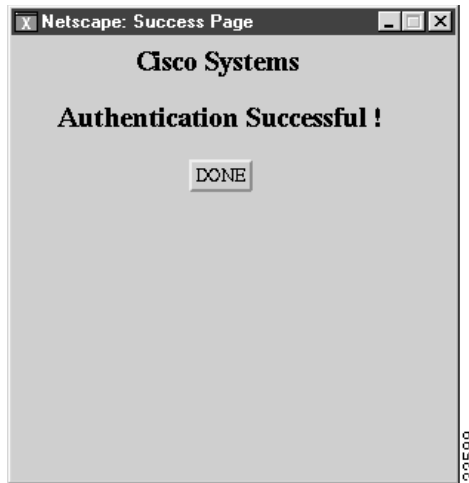 Netscape: Success Page
Cisco Systems
Authentication Successful !
DONE